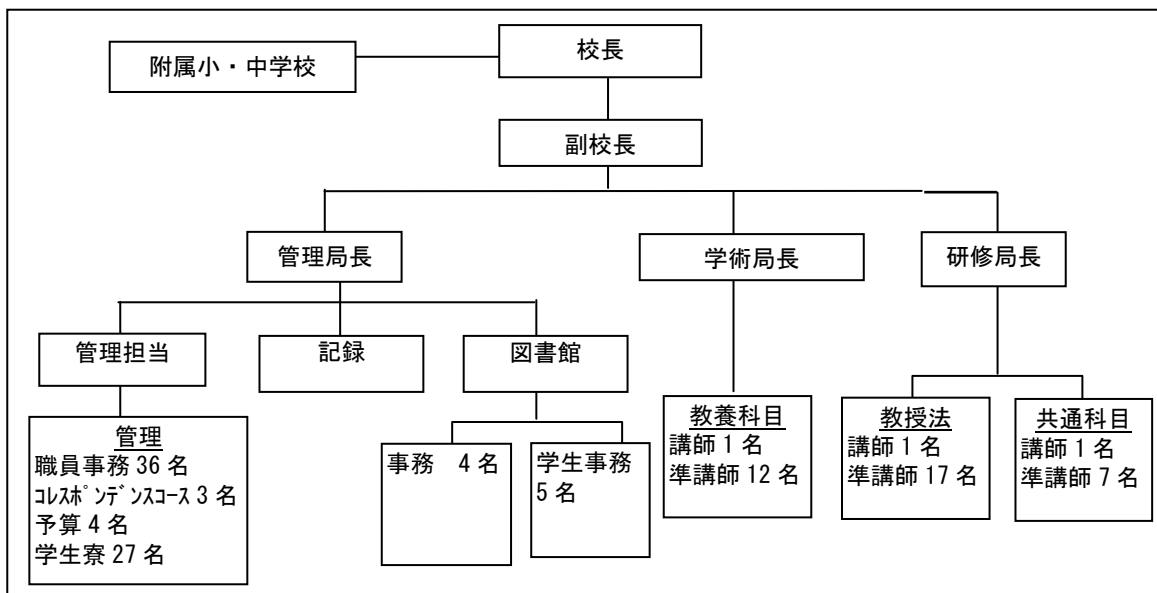 校長
附属小・中学校
副校長
管理局長
学術局長
研修局長
管理担当
記録
図書館
管理
職員事務 36 名
ｺﾚｽﾎﾟﾝﾃﾞﾝｽｺｰｽ 3 名
予算 4 名
学生寮 27 名
事務 4 名
学生事務
5 名
教養科目
講師 1 名
準講師 12 名
教授法
講師 1 名
準講師 17 名
共通科目
講師 1 名
準講師 7 名